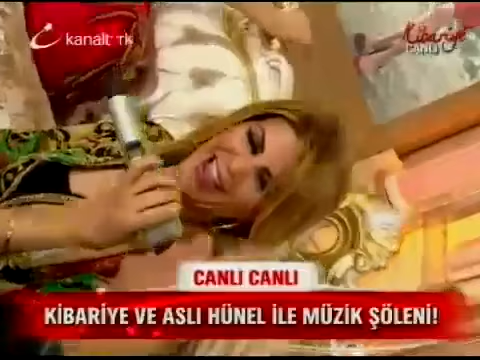 kanaltürk
Kibariye
CANLI
CANLI CANLI
KİBARİYE VE ASLI HÜNEL İLE MÜZİK ŞÖLENİ!